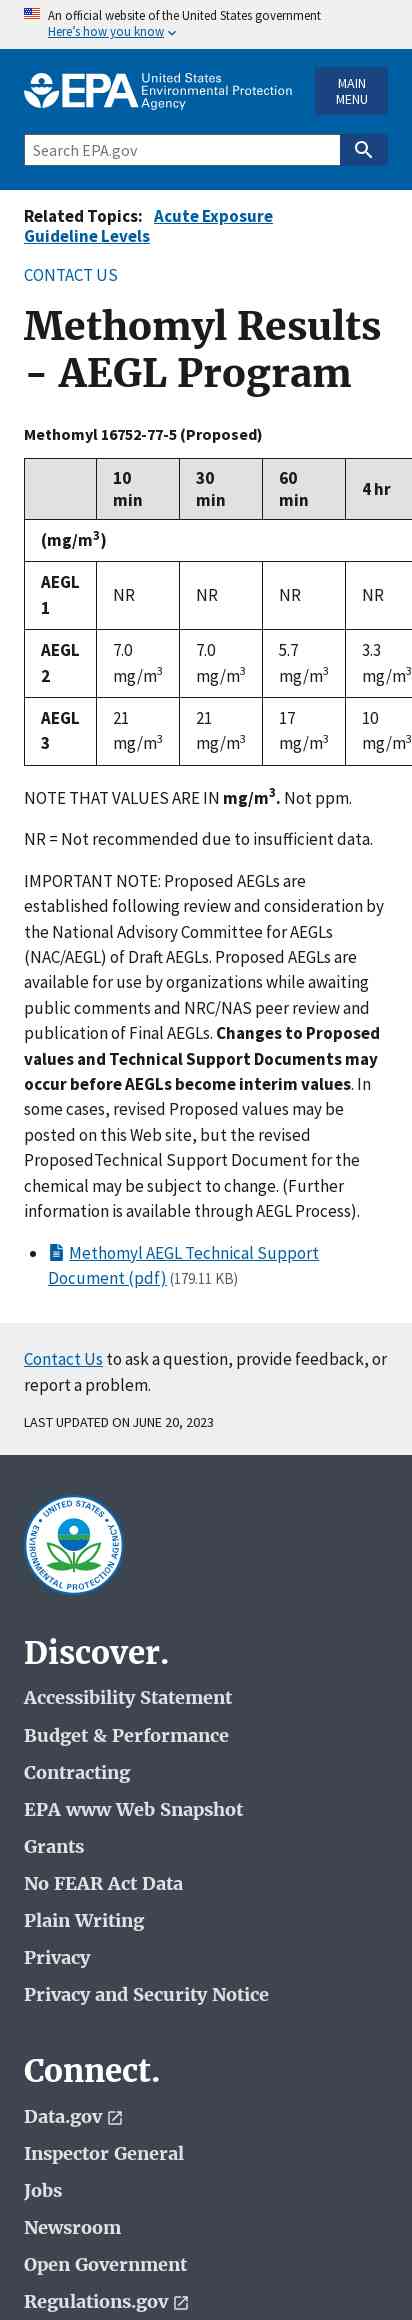 An official website of the United States government
Here's how you know
EPA United States
Environmental Protection
Agency
MAIN
MENU
Search EPA.gov
Related Topics: Acute Exposure
Guideline Levels
CONTACT US
Methomyl Results
- AEGL Program
Methomyl 16752-77-5 (Proposed)
10 min 30 min 60 min 4 hr
(mg/m³)
AEGL 1 NR NR NR NR
AEGL 2 7.0 mg/m³ 7.0 mg/m³ 5.7 mg/m³ 3.3 mg/m³
AEGL 3 21 mg/m³ 21 mg/m³ 17 mg/m³ 10 mg/m³
NOTE THAT VALUES ARE IN mg/m³. Not ppm.
NR = Not recommended due to insufficient data.
IMPORTANT NOTE: Proposed AEGLs are
established following review and consideration by
the National Advisory Committee for AEGLs
(NAC/AEGL) of Draft AEGLs. Proposed AEGLs are
available for use by organizations while awaiting
public comments and NRC/NAS peer review and
publication of Final AEGLs. Changes to Proposed
values and Technical Support Documents may
occur before AEGLs become interim values. In
some cases, revised Proposed values may be
posted on this Web site, but the revised
ProposedTechnical Support Document for the
chemical may be subject to change. (Further
information is available through AEGL Process).
• Methomyl AEGL Technical Support
Document (pdf) (179.11 KB)
Contact Us to ask a question, provide feedback, or
report a problem.
LAST UPDATED ON JUNE 20, 2023
UNITED STATES
ENVIRONMENTAL PROTECTION AGENCY
Discover.
Accessibility Statement
Budget & Performance
Contracting
EPA www Web Snapshot
Grants
No FEAR Act Data
Plain Writing
Privacy
Privacy and Security Notice
Connect.
Data.gov
Inspector General
Jobs
Newsroom
Open Government
Regulations.gov